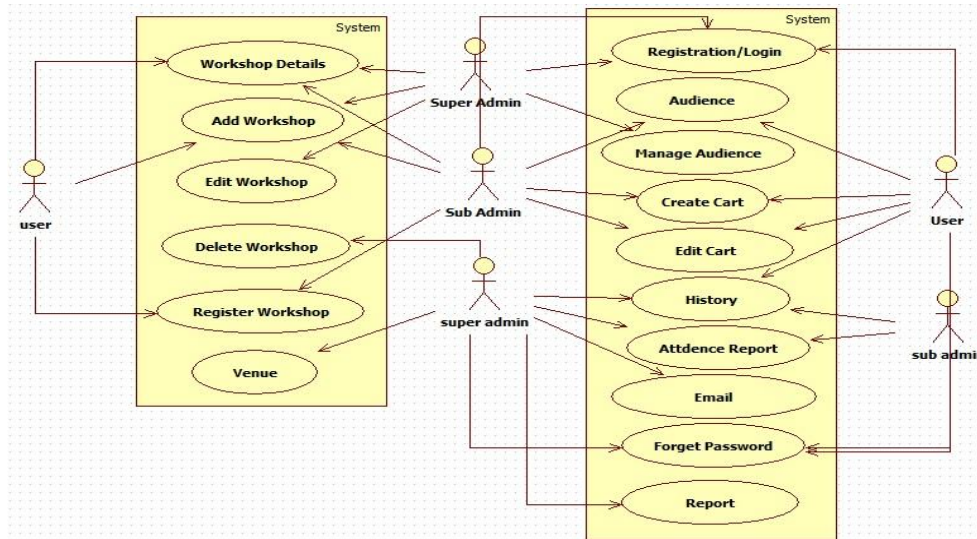 System
Workshop Details
Add Workshop
Edit Workshop
Delete Workshop
Register Workshop
Venue
user
Super Admin
Sub Admin
super admin
System
Registration/Login
Audience
Manage Audience
Create Cart
Edit Cart
History
Attdence Report
Email
Forget Password
Report
User
sub admin